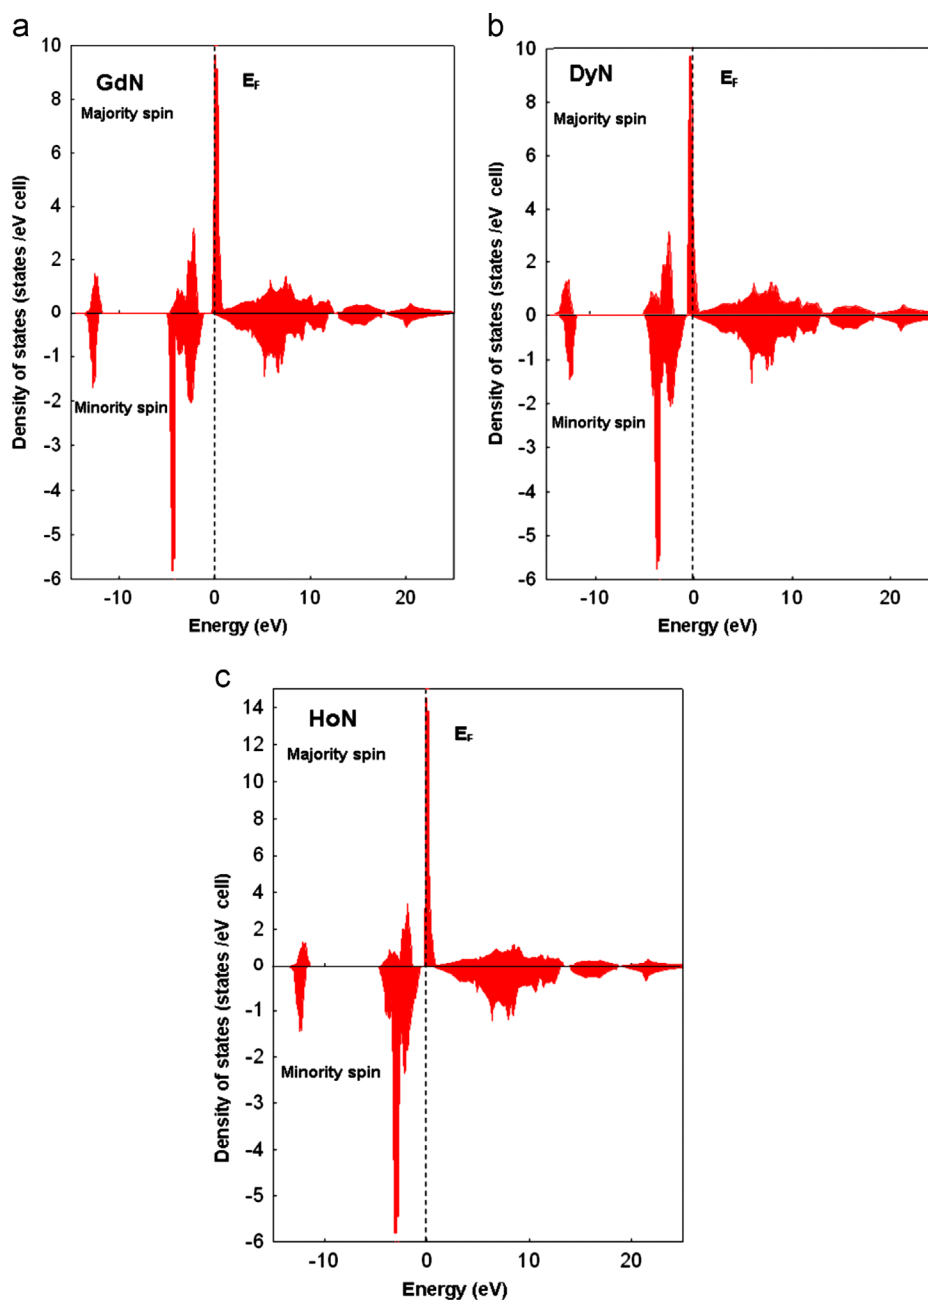 a
GdN
Majority spin
E_F
Minority spin
Density of states (states /eV cell)
10
8
6
4
2
0
-1
-2
-3
-4
-5
-6
-10
0
10
20
Energy (eV)
b
DyN
Majority spin
E_F
Minority spin
Density of states (states /eV cell)
10
8
6
4
2
0
-1
-2
-3
-4
-5
-6
-10
0
10
20
Energy (eV)
c
HoN
Majority spin
E_F
Minority spin
Density of states (states /eV cell)
14
12
10
8
6
4
2
0
-1
-2
-3
-4
-5
-6
-10
0
10
20
Energy (eV)